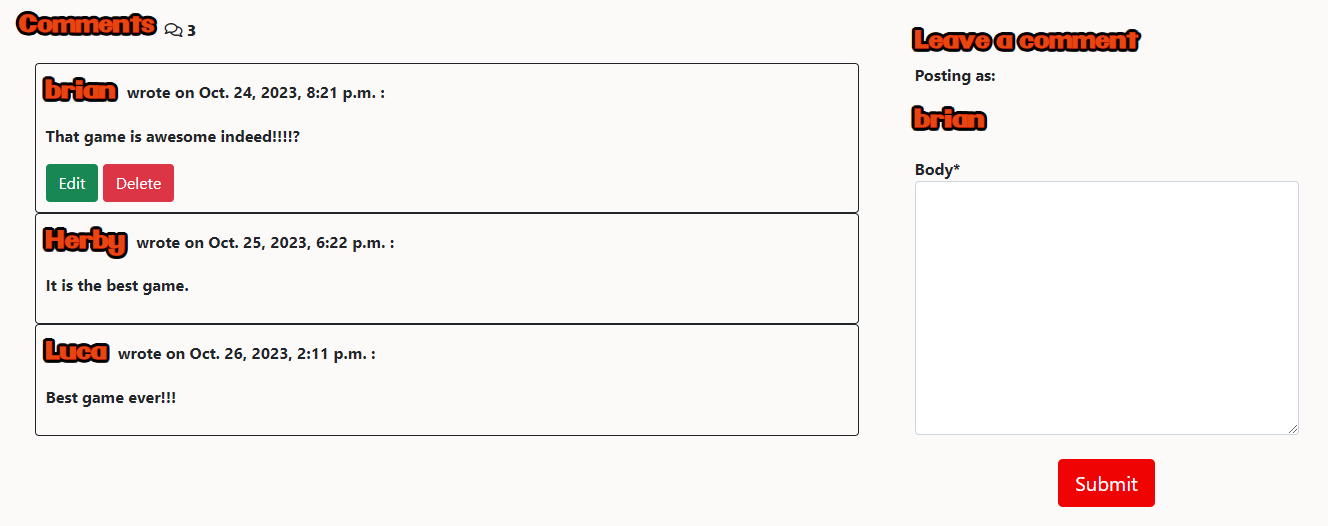 Comments 3
brian wrote on Oct. 24, 2023, 8:21 p.m. :
That game is awesome indeed!!!!?
Edit Delete
Herby wrote on Oct. 25, 2023, 6:22 p.m. :
It is the best game.
Luca wrote on Oct. 26, 2023, 2:11 p.m. :
Best game ever!!!
Leave a comment
Posting as:
brian
Body*
Submit